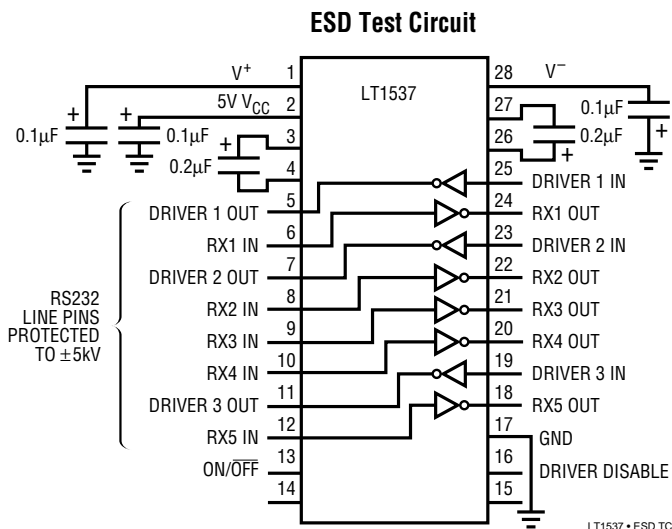 ESD Test Circuit
V+ 1 28 V−
LT1537
5V VCC 2 27
0.1µF
0.1µF
0.1µF
0.2µF
3 26
0.2µF
4 25 DRIVER 1 IN
DRIVER 1 OUT 5 24 RX1 OUT
RX1 IN 6 23 DRIVER 2 IN
DRIVER 2 OUT 7 22 RX2 OUT
RX2 IN 8 21 RX3 OUT
RX3 IN 9 20 RX4 OUT
RX4 IN 10 19 DRIVER 3 IN
DRIVER 3 OUT 11 18 RX5 OUT
RX5 IN 12 17 GND
ON/OFF 13 16 DRIVER DISABLE
14 15
RS232
LINE PINS
PROTECTED
TO ±5kV
LT1537 • ESD TC